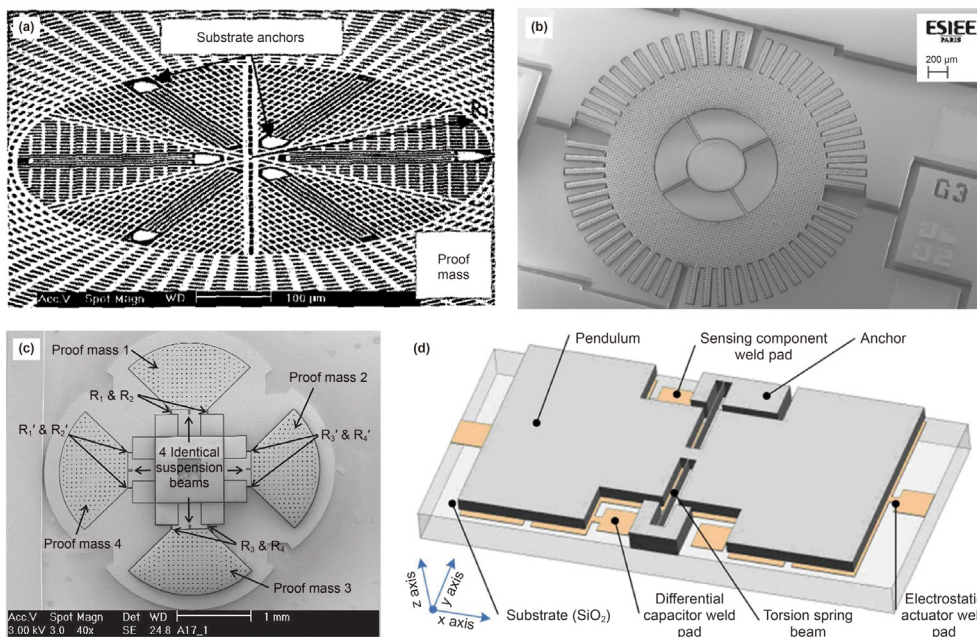 (a)
Substrate anchors
Proof
mass
Acc.V Spot Magn WD 100 μm
(b)
ESIEE
PARIS
200 μm
G3
(c)
Proof mass 1
Proof mass 2
R1 & R2
R1′ & R2′
R3′ & R4′
4 Identical
suspension
beams
R3 & R4
Proof mass 4
Proof mass 3
Acc.V Spot Magn Det WD 1 mm
3.00 kV 3.0 40x SE 24.8 A17_1
(d)
Pendulum
Sensing component
weld pad
Anchor
z axis
y axis
x axis
Substrate (SiO₂)
Differential
capacitor weld
pad
Torsion spring
beam
Electrostatic
actuator weld
pad